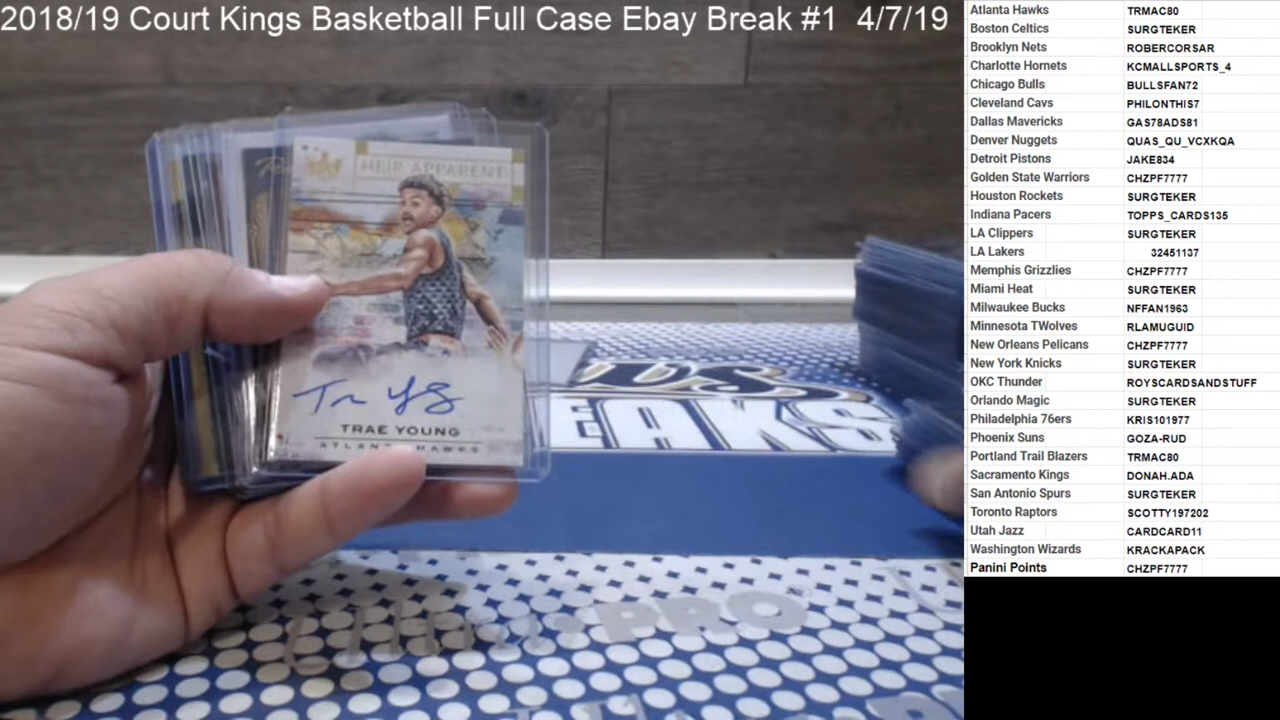 2018/19 Court Kings Basketball Full Case Ebay Break #1 4/7/19
HEIR APPARENT
TRAE YOUNG
ATLANTA HAWKS
EAKS
PRO
Atlanta Hawks TRMAC80
Boston Celtics SURGTEKER
Brooklyn Nets ROBERCORSAR
Charlotte Hornets KCMALLSPORTS_4
Chicago Bulls BULLSFAN72
Cleveland Cavs PHILONTHIS7
Dallas Mavericks GAS78ADS81
Denver Nuggets QUAS_QU_VCXKQA
Detroit Pistons JAKE834
Golden State Warriors CHZPF7777
Houston Rockets SURGTEKER
Indiana Pacers TOPPS_CARDS135
LA Clippers SURGTEKER
LA Lakers 32451137
Memphis Grizzlies CHZPF7777
Miami Heat SURGTEKER
Milwaukee Bucks NFFAN1963
Minnesota TWolves RLAMUGUID
New Orleans Pelicans CHZPF7777
New York Knicks SURGTEKER
OKC Thunder ROYSCARDSANDSTUFF
Orlando Magic SURGTEKER
Philadelphia 76ers KRIS101977
Phoenix Suns GOZA-RUD
Portland Trail Blazers TRMAC80
Sacramento Kings DONAH.ADA
San Antonio Spurs SURGTEKER
Toronto Raptors SCOTTY197202
Utah Jazz CARDCARD11
Washington Wizards KRACKAPACK
Panini Points CHZPF7777